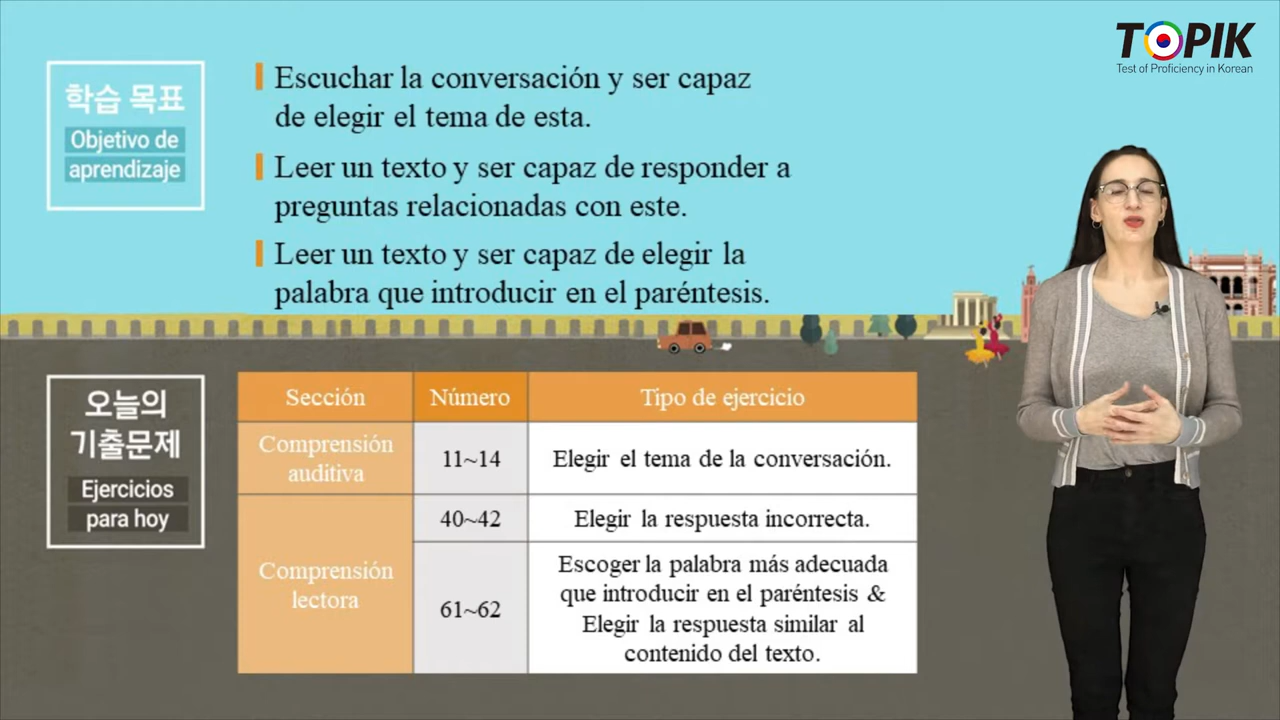 TOPIK
Test of Proficiency in Korean
학습 목표
Objetivo de
aprendizaje
Escuchar la conversación y ser capaz
de elegir el tema de esta.
Leer un texto y ser capaz de responder a
preguntas relacionadas con este.
Leer un texto y ser capaz de elegir la
palabra que introducir en el paréntesis.
오늘의
기출문제
Ejercicios
para hoy
Sección Número Tipo de ejercicio
Comprensión
auditiva
11~14
Elegir el tema de la conversación.
Comprensión
lectora
40~42
Elegir la respuesta incorrecta.
61~62
Escoger la palabra más adecuada
que introducir en el paréntesis &
Elegir la respuesta similar al
contenido del texto.